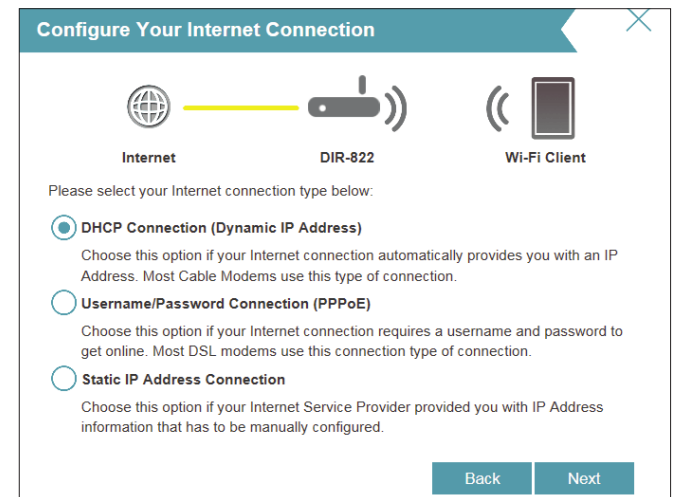 Configure Your Internet Connection
Internet
DIR-822
Wi-Fi Client
Please select your Internet connection type below:
DHCP Connection (Dynamic IP Address)
Choose this option if your Internet connection automatically provides you with an IP
Address. Most Cable Modems use this type of connection.
Username/Password Connection (PPPoE)
Choose this option if your Internet connection requires a username and password to
get online. Most DSL modems use this connection type of connection.
Static IP Address Connection
Choose this option if your Internet Service Provider provided you with IP Address
information that has to be manually configured.
Back
Next